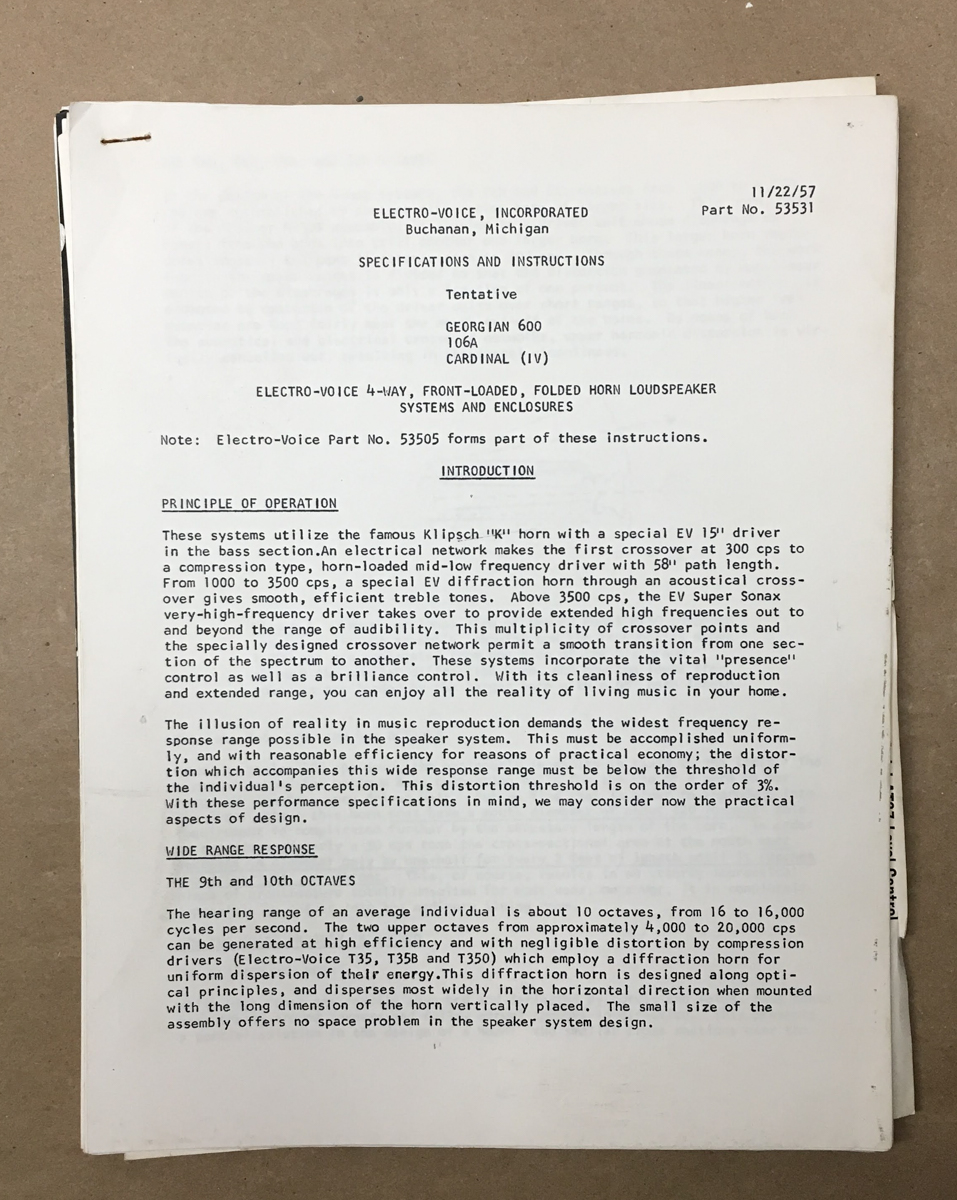 11/22/57
Part No. 53531
ELECTRO-VOICE, INCORPORATED
Buchanan, Michigan
SPECIFICATIONS AND INSTRUCTIONS
Tentative
GEORGIAN 600
106A
CARDINAL (IV)
ELECTRO-VOICE 4-WAY, FRONT-LOADED, FOLDED HORN LOUDSPEAKER
SYSTEMS AND ENCLOSURES
Note: Electro-Voice Part No. 53505 forms part of these instructions.
INTRODUCTION
PRINCIPLE OF OPERATION
These systems utilize the famous Klipsch "K" horn with a special EV 15" driver
in the bass section.An electrical network makes the first crossover at 300 cps to
a compression type, horn-loaded mid-low frequency driver with 58" path length.
From 1000 to 3500 cps, a special EV diffraction horn through an acoustical cross-
over gives smooth, efficient treble tones. Above 3500 cps, the EV Super Sonax
very-high-frequency driver takes over to provide extended high frequencies out to
and beyond the range of audibility. This multiplicity of crossover points and
the specially designed crossover network permit a smooth transition from one sec-
tion of the spectrum to another. These systems incorporate the vital "presence"
control as well as a brilliance control. With its cleanliness of reproduction
and extended range, you can enjoy all the reality of living music in your home.
The illusion of reality in music reproduction demands the widest frequency re-
sponse range possible in the speaker system. This must be accomplished uniform-
ly, and with reasonable efficiency for reasons of practical economy; the distor-
tion which accompanies this wide response range must be below the threshold of
the individual's perception. This distortion threshold is on the order of 3%.
With these performance specifications in mind, we may consider now the practical
aspects of design.
WIDE RANGE RESPONSE
THE 9th and 10th OCTAVES
The hearing range of an average individual is about 10 octaves, from 16 to 16,000
cycles per second. The two upper octaves from approximately 4,000 to 20,000 cps
can be generated at high efficiency and with negligible distortion by compression
drivers (Electro-Voice T35, T35B and T350) which employ a diffraction horn for
uniform dispersion of their energy.This diffraction horn is designed along opti-
cal principles, and disperses most widely in the horizontal direction when mounted
with the long dimension of the horn vertically placed. The small size of the
assembly offers no space problem in the speaker system design.
Level Control